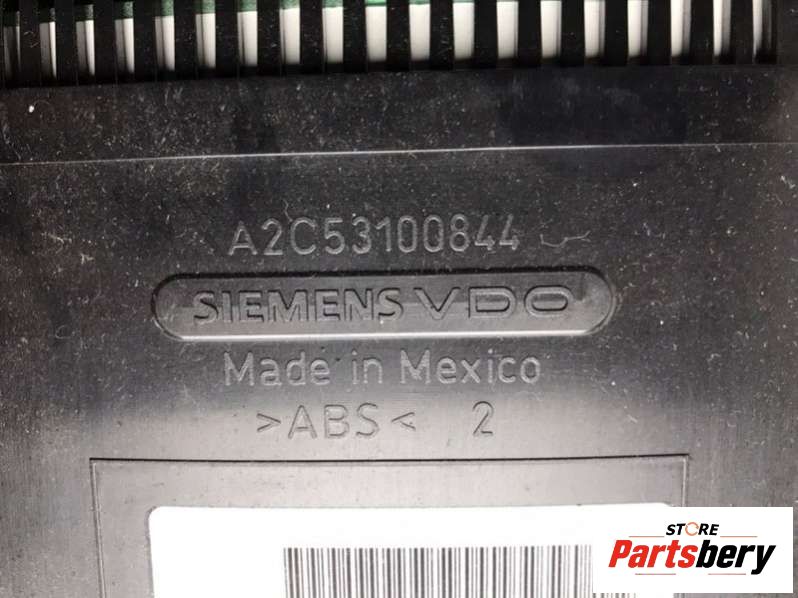 A2C53100844
SIEMENS VDO
Made in Mexico
>ABS< 2
STORE
Partsbery